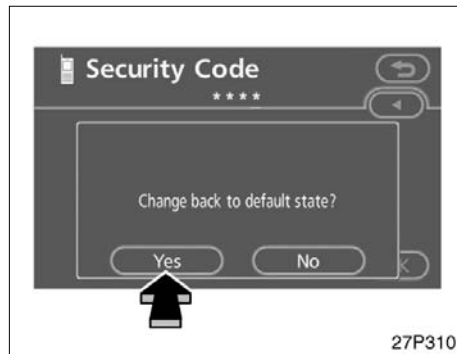 Security Code
****
Change back to default state?
Yes No
27P310